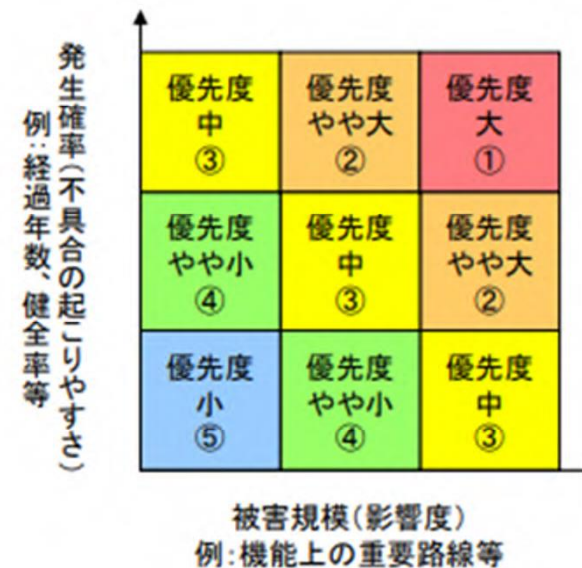 発生確率(不具合の起こりやすさ)
例:経過年数、健全率等
優先度
中
③
優先度
やや大
②
優先度
大
①
優先度
やや小
④
優先度
中
③
優先度
やや大
②
優先度
小
⑤
優先度
やや小
④
優先度
中
③
被害規模(影響度)
例:機能上の重要路線等